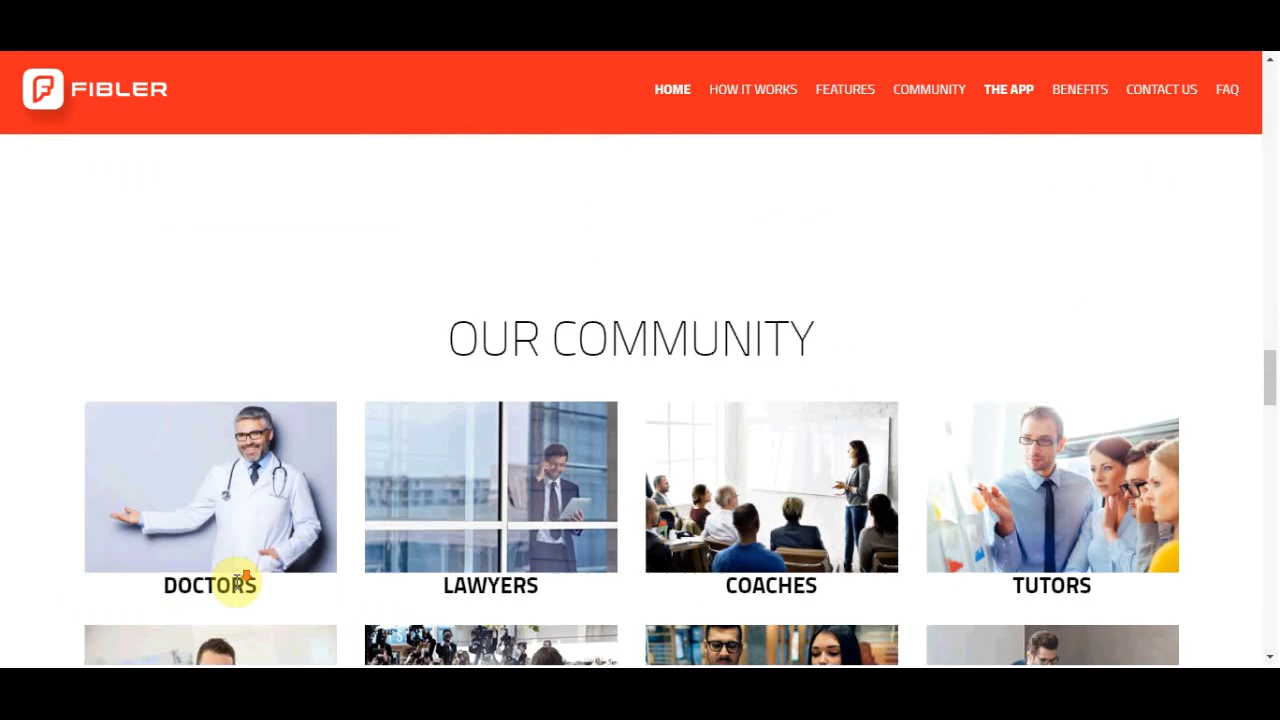 FIBLER
HOME HOW IT WORKS FEATURES COMMUNITY THE APP BENEFITS CONTACT US FAQ
OUR COMMUNITY
DOCTORS LAWYERS COACHES TUTORS